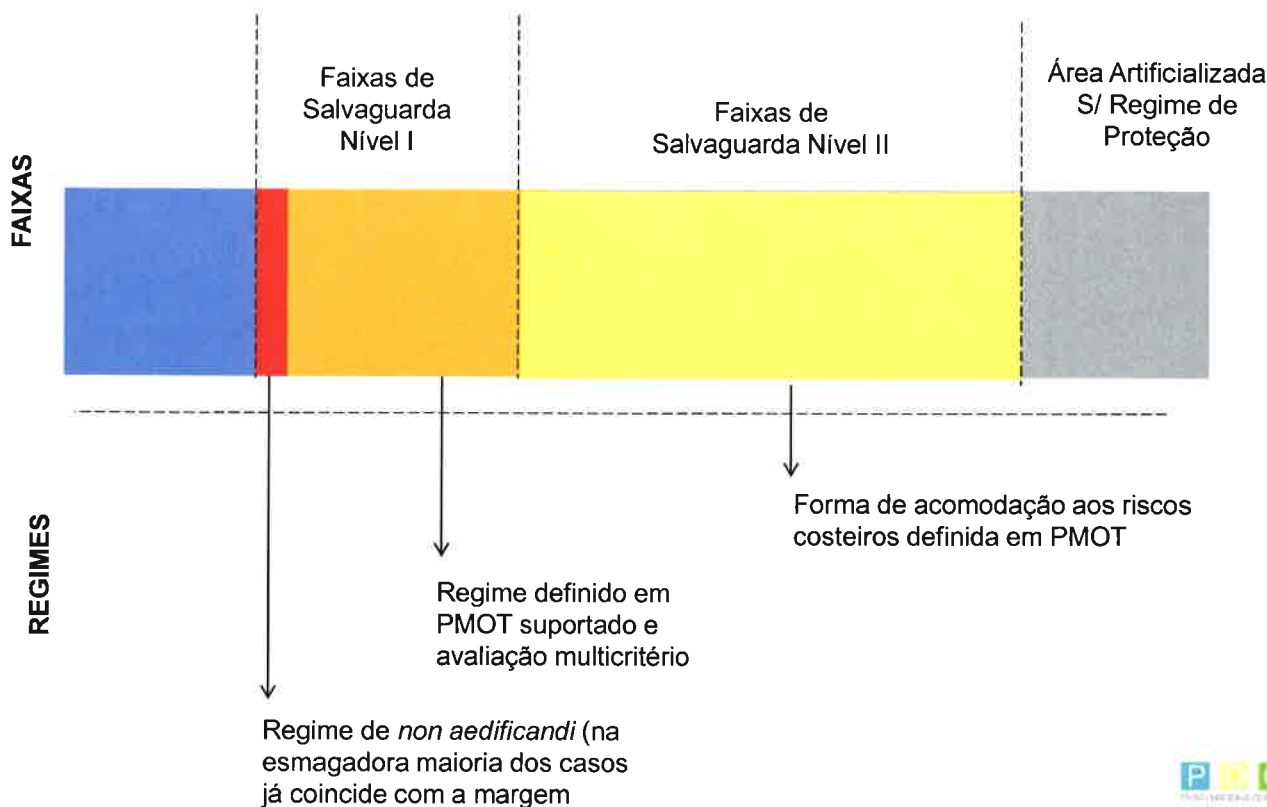 FAIXAS
Faixas de
Salvaguarda
Nível I
Faixas de
Salvaguarda Nível II
Área Artificializada
S/ Regime de
Proteção
REGIMES
Forma de acomodação aos riscos
costeiros definida em PMOT
Regime definido em
PMOT suportado e
avaliação multicritério
Regime de non aedificandi (na
esmagadora maioria dos casos
já coincide com a margem
P